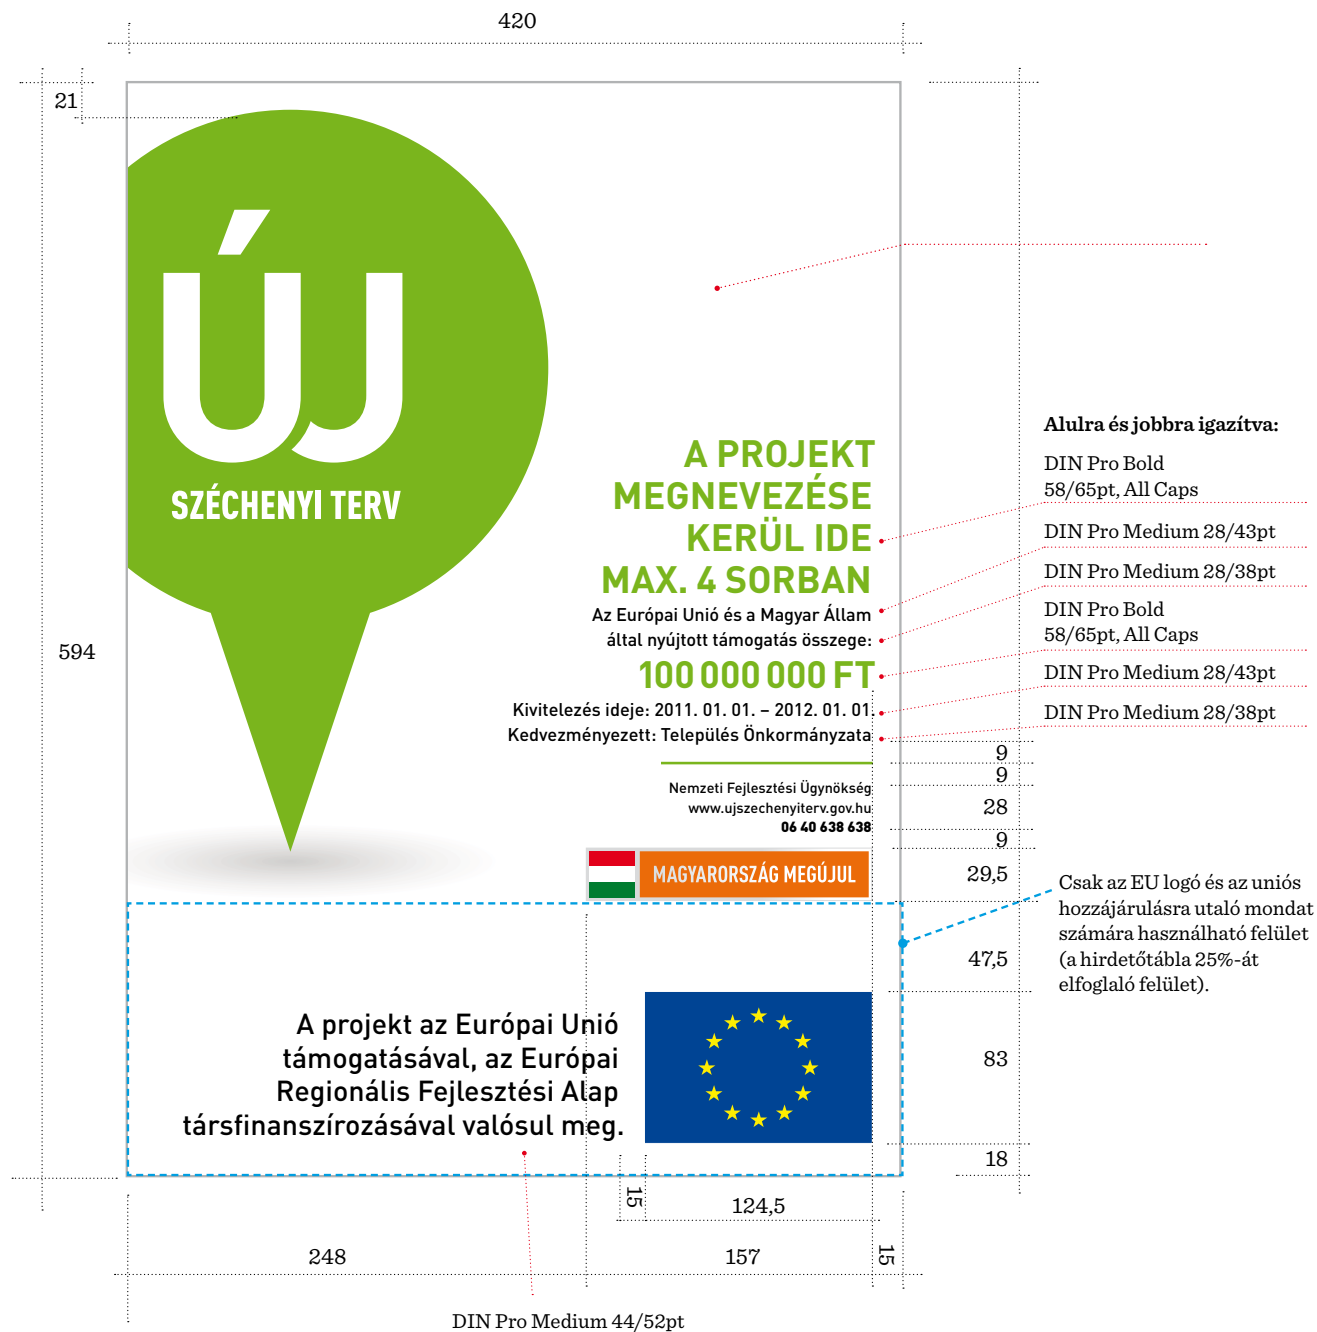 420
21
594
ÚJ
SZÉCHENYI TERV
A PROJEKT
MEGNEVEZÉSE
KERÜL IDE
MAX. 4 SORBAN
Az Európai Unió és a Magyar Állam
által nyújtott támogatás összege:
100 000 000 FT
Kivitelezés ideje: 2011. 01. 01. – 2012. 01. 01.
Kedvezményezett: Település Önkormányzata
Nemzeti Fejlesztési Ügynökség
www.ujszechenyiterv.gov.hu
06 40 638 638
MAGYARORSZÁG MEGÚJUL
Alulra és jobbra igazítva:
DIN Pro Bold
58/65pt, All Caps
DIN Pro Medium 28/43pt
DIN Pro Medium 28/38pt
DIN Pro Bold
58/65pt, All Caps
DIN Pro Medium 28/43pt
DIN Pro Medium 28/38pt
9
9
28
9
29,5
47,5
83
18
Csak az EU logó és az uniós
hozzájárulásra utaló mondat
számára használható felület
(a hirdetőtábla 25%-át
elfoglaló felület).
A projekt az Európai Unió
támogatásával, az Európai
Regionális Fejlesztési Alap
társfinanszírozásával valósul meg.
15
124,5
248
157
15
DIN Pro Medium 44/52pt